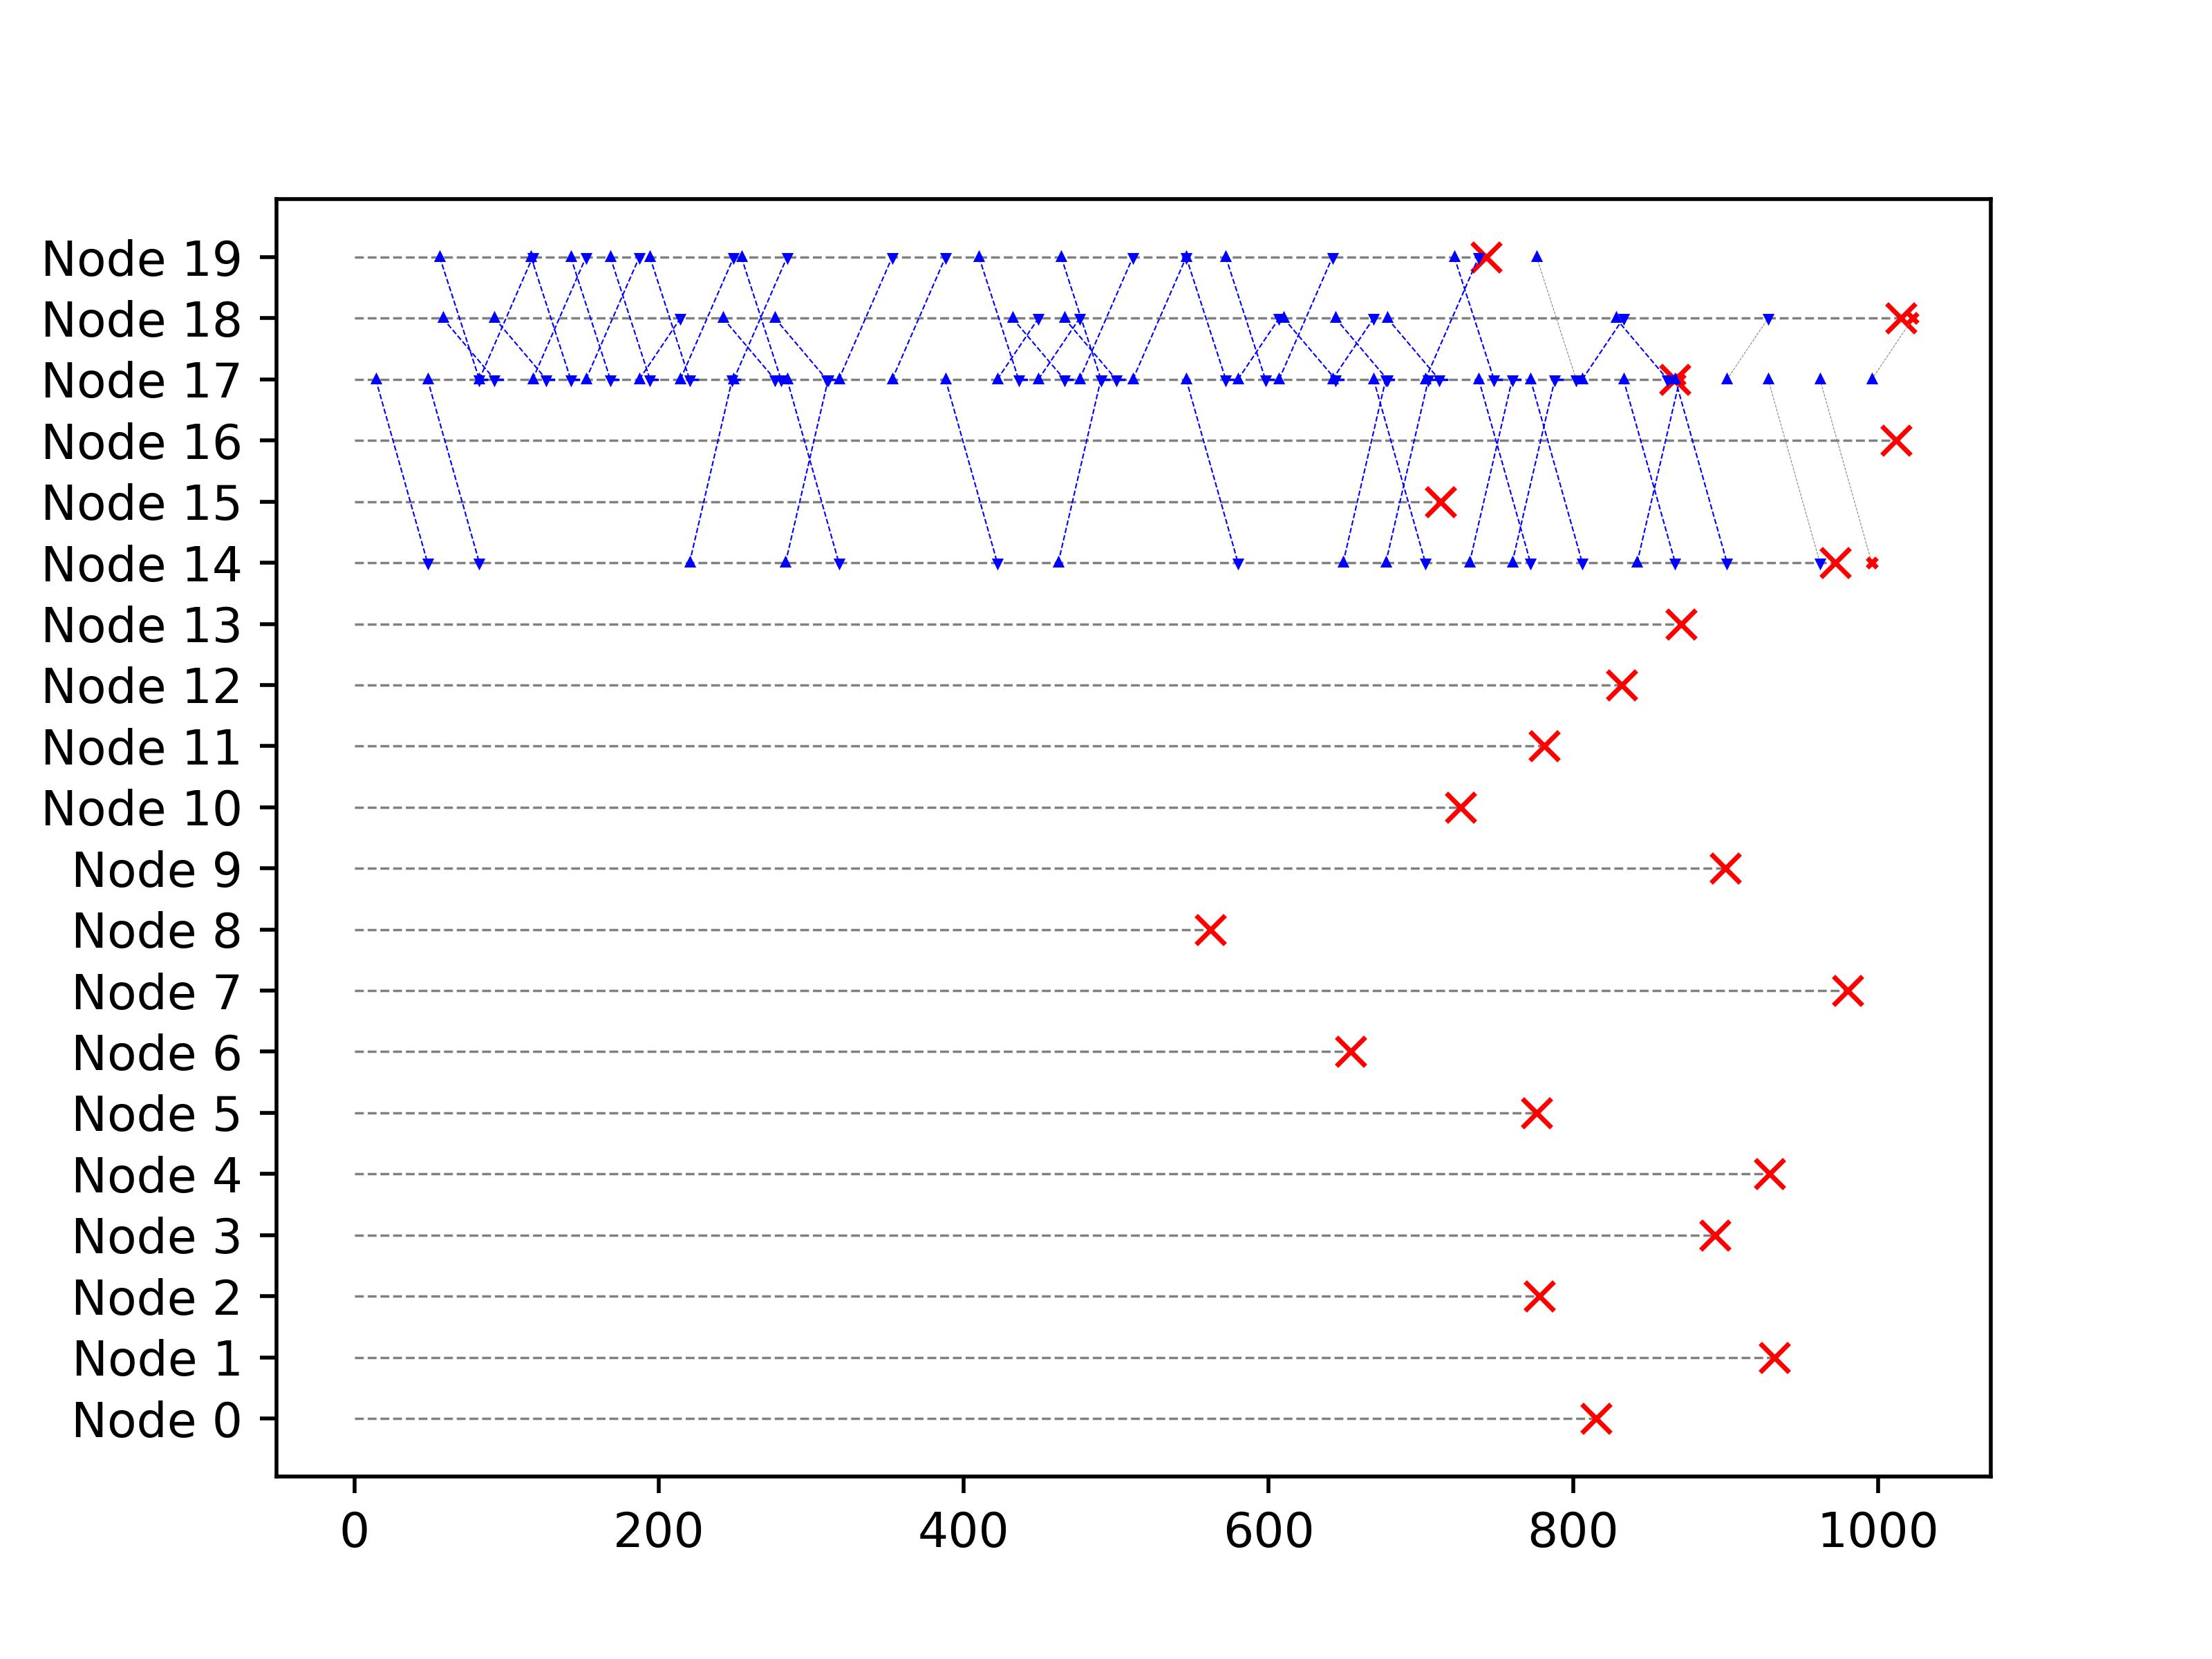 Node 19
Node 18
Node 17
Node 16
Node 15
Node 14
Node 13
Node 12
Node 11
Node 10
Node 9
Node 8
Node 7
Node 6
Node 5
Node 4
Node 3
Node 2
Node 1
Node 0
0 200 400 600 800 1000